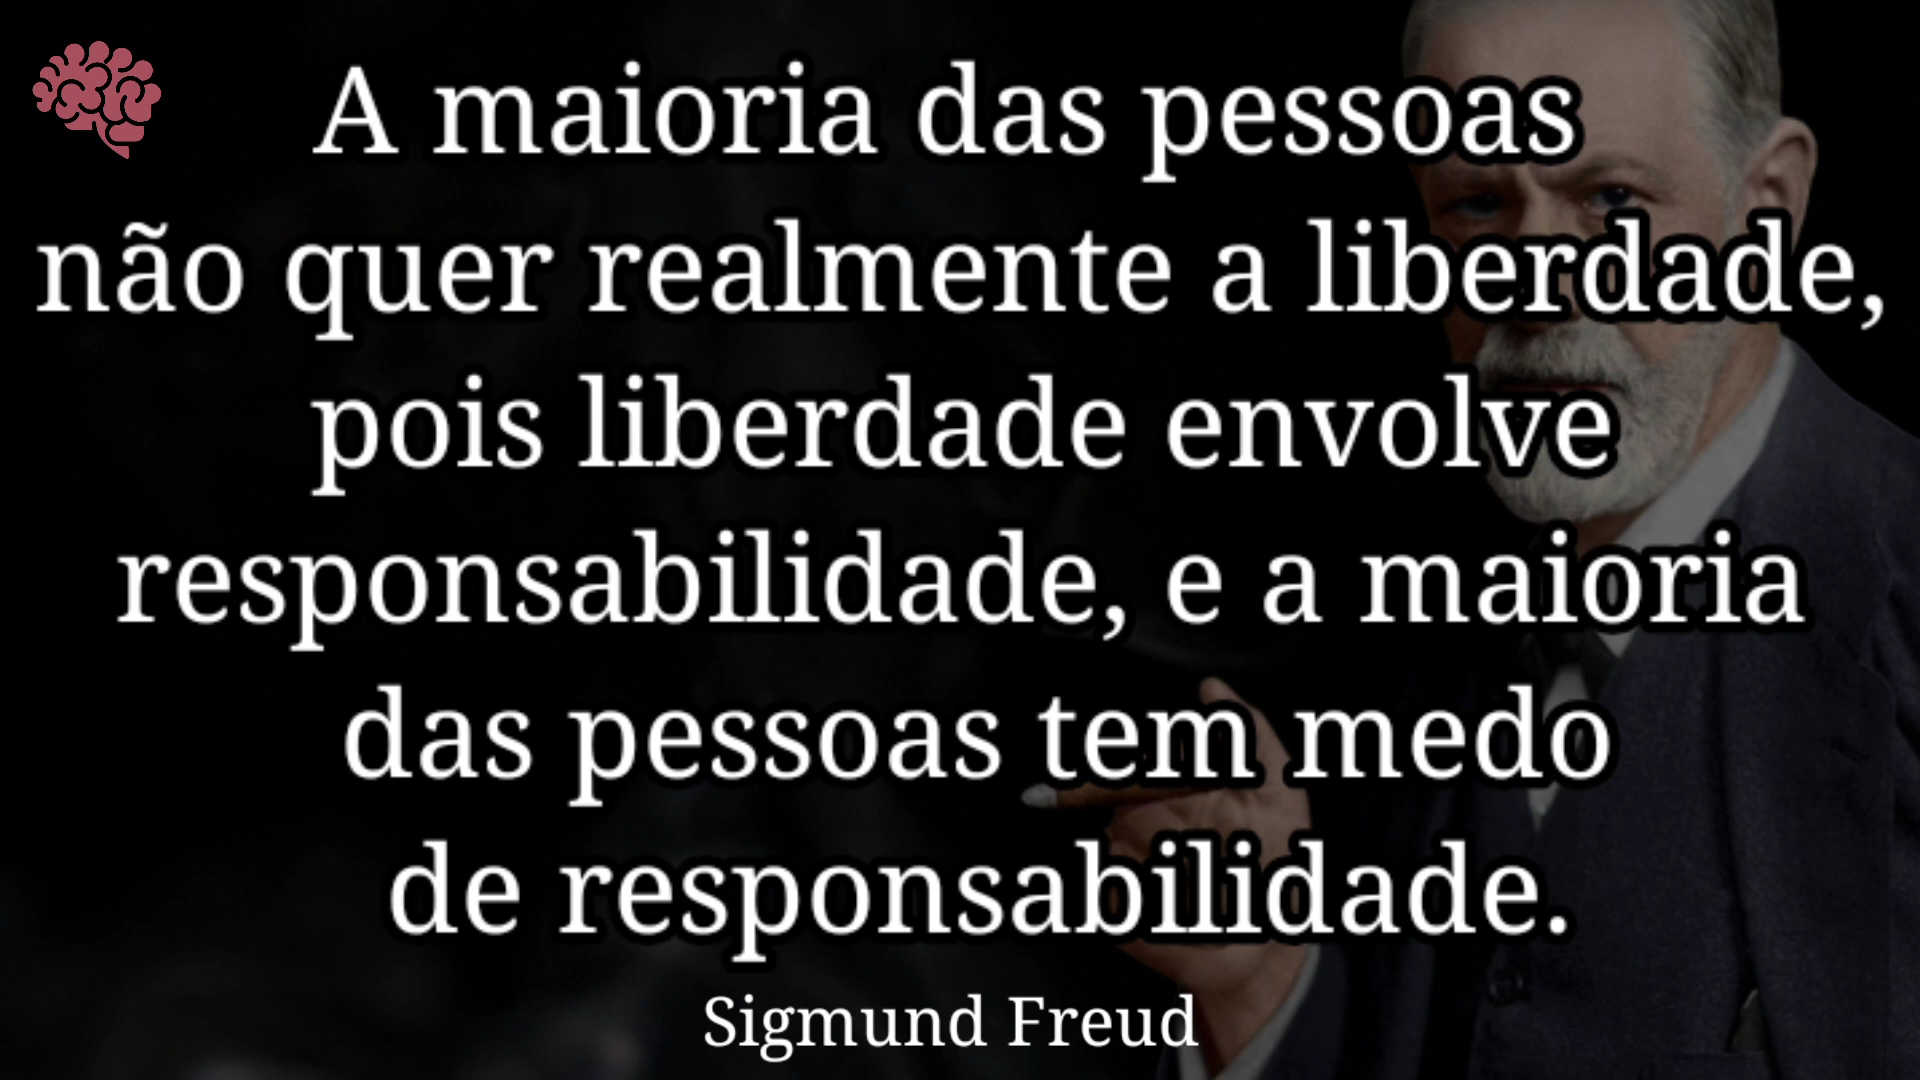 A maioria das pessoas
não quer realmente a liberdade,
pois liberdade envolve
responsabilidade, e a maioria
das pessoas tem medo
de responsabilidade.
Sigmund Freud